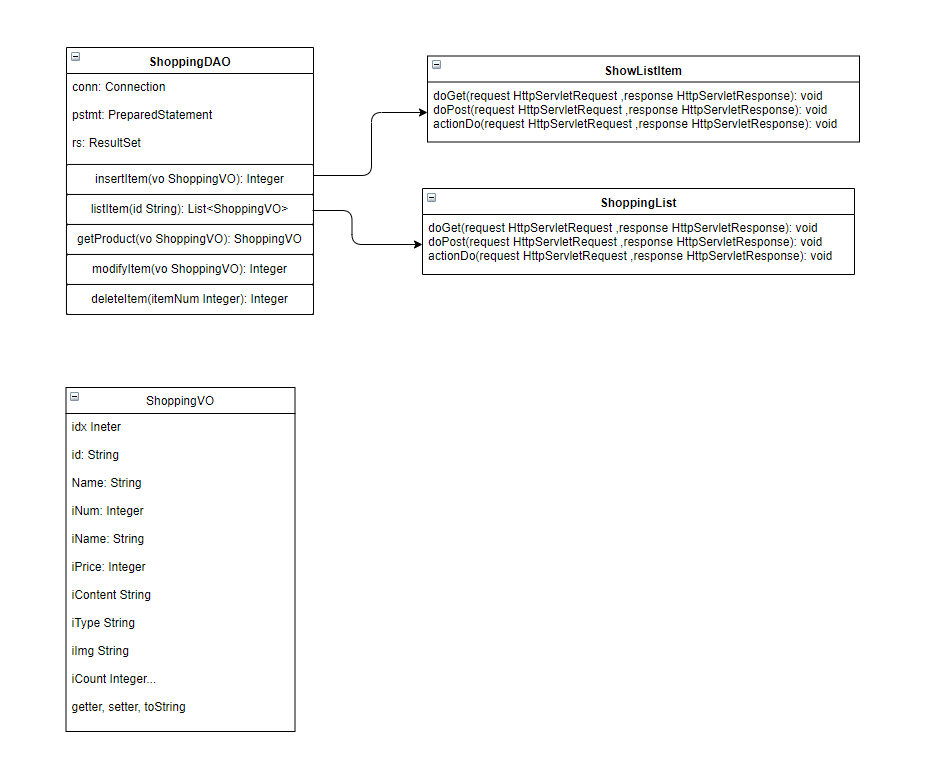 ShoppingDAO
conn: Connection
pstmt: PreparedStatement
rs: ResultSet
insertItem(vo ShoppingVO): Integer
listItem(id String): List<ShoppingVO>
getProduct(vo ShoppingVO): ShoppingVO
modifyItem(vo ShoppingVO): Integer
deleteItem(itemNum Integer): Integer
ShowListItem
doGet(request HttpServletRequest ,response HttpServletResponse): void
doPost(request HttpServletRequest ,response HttpServletResponse): void
actionDo(request HttpServletRequest ,response HttpServletResponse): void
ShoppingList
doGet(request HttpServletRequest ,response HttpServletResponse): void
doPost(request HttpServletRequest ,response HttpServletResponse): void
actionDo(request HttpServletRequest ,response HttpServletResponse): void
ShoppingVO
idx Ineter
id: String
Name: String
iNum: Integer
iName: String
iPrice: Integer
iContent String
iType String
iImg String
iCount Integer...
getter, setter, toString